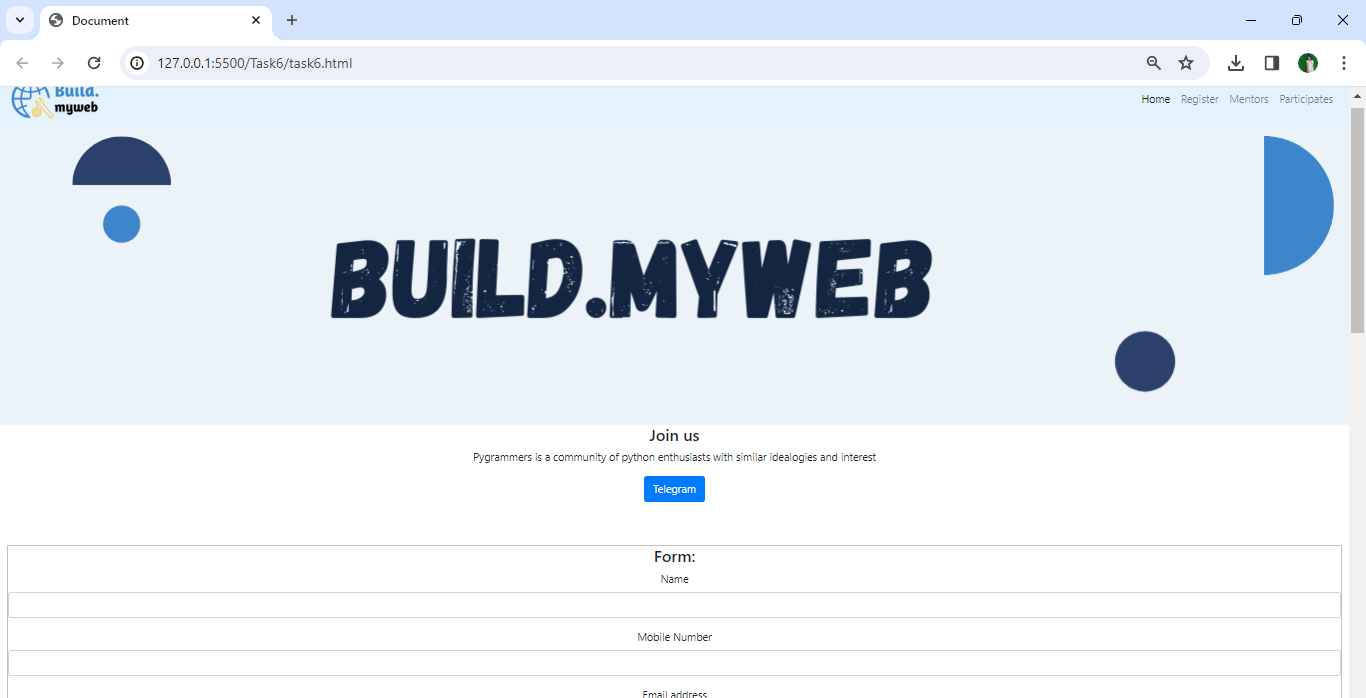 Document
127.0.0.1:5500/Task6/task6.html
Build.
myweb
Home Register Mentors Participates
BUILD.MYWEB
Join us
Pygrammers is a community of python enthusiasts with similar idealogies and interest
Telegram
Form:
Name
Mobile Number
Email address